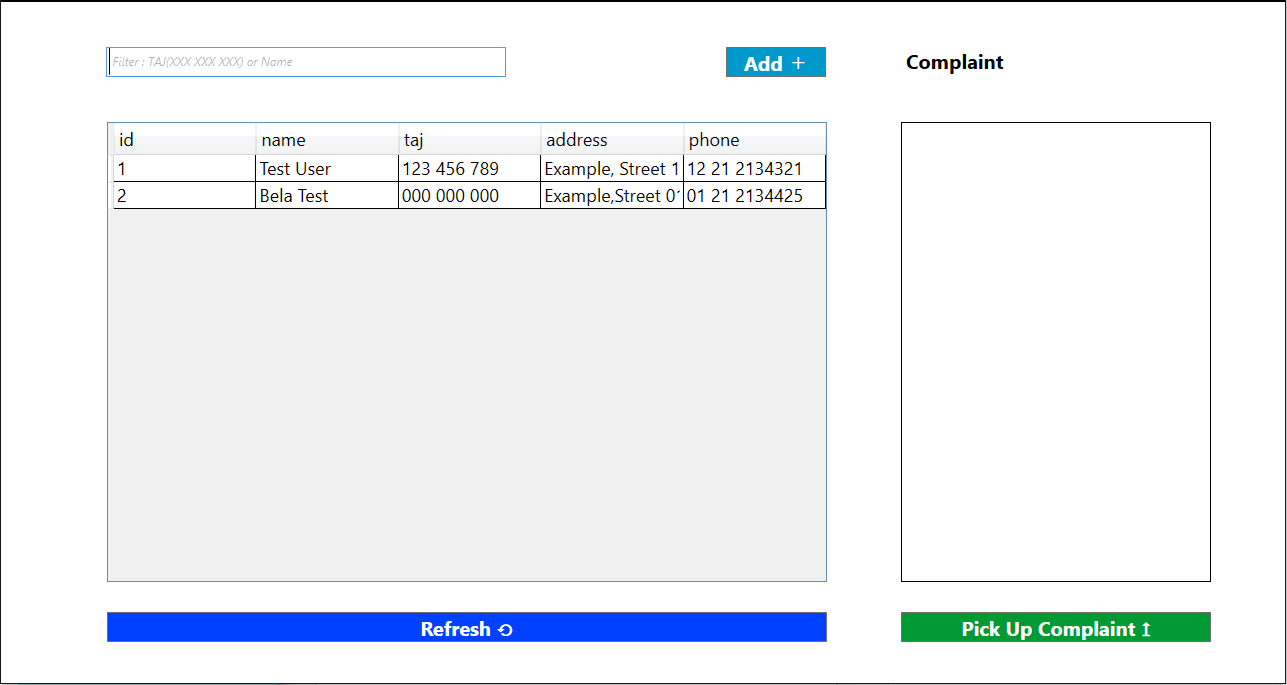 Filter : TAJ(XXX XXX XXX) or Name
Add +
Complaint
id name taj address phone
1 Test User 123 456 789 Example, Street 1 12 21 2134321
2 Bela Test 000 000 000 Example,Street 01 01 21 2134425
Refresh
Pick Up Complaint